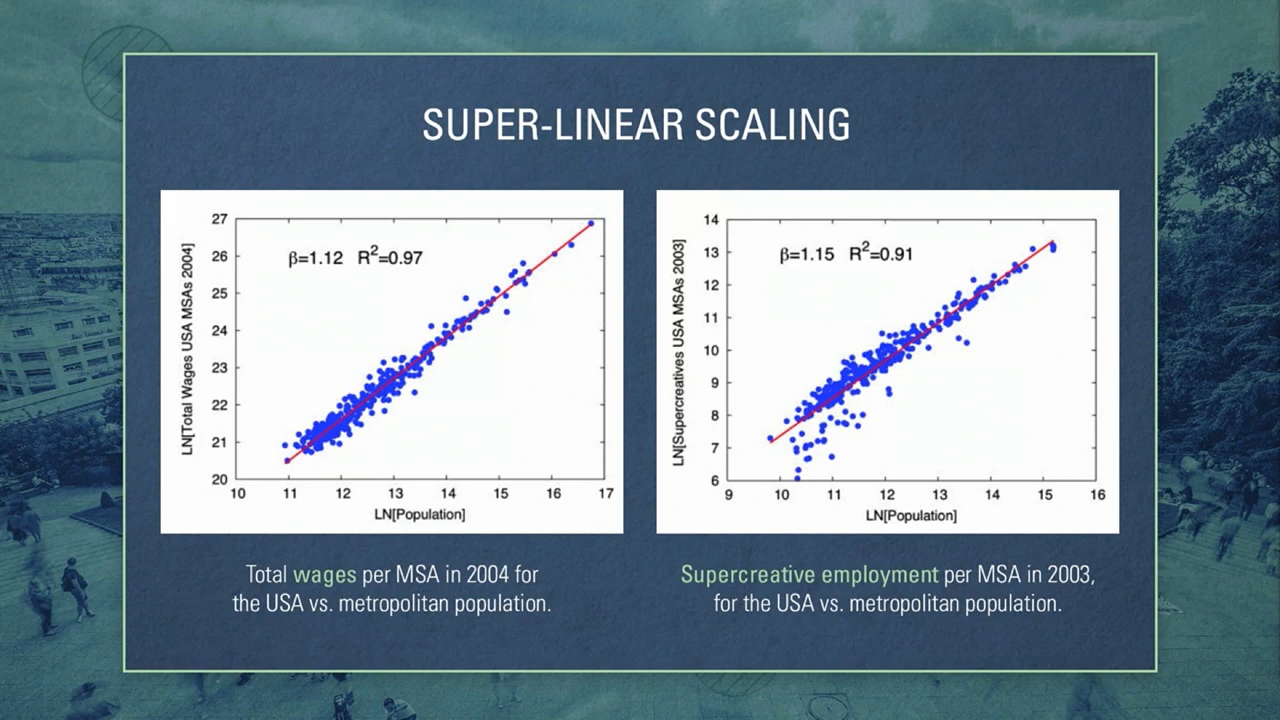 SUPER-LINEAR SCALING
LN[Total Wages USA MSAs 2004]
27
26
25
24
23
22
21
20
β=1.12 R²=0.97
10 11 12 13 14 15 16 17
LN[Population]
Total wages per MSA in 2004 for
the USA vs. metropolitan population.
LN[Supercreatives USA MSAs 2003]
14
13
12
11
10
9
8
7
6
β=1.15 R²=0.91
9 10 11 12 13 14 15 16
LN[Population]
Supercreative employment per MSA in 2003,
for the USA vs. metropolitan population.